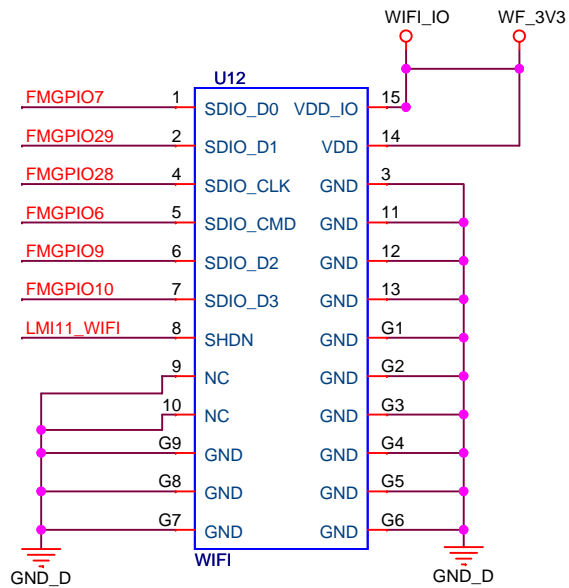 WIFI_IO WF_3V3
U12
FMGPIO7 1 SDIO_D0 VDD_IO 15
FMGPIO29 2 SDIO_D1 VDD 14
FMGPIO28 4 SDIO_CLK GND 3
FMGPIO6 5 SDIO_CMD GND 11
FMGPIO9 6 SDIO_D2 GND 12
FMGPIO10 7 SDIO_D3 GND 13
LMI11_WIFI 8 SHDN GND G1
9 NC GND G2
10 NC GND G3
G9 GND GND G4
G8 GND GND G5
G7 GND GND G6
WIFI
GND_D GND_D